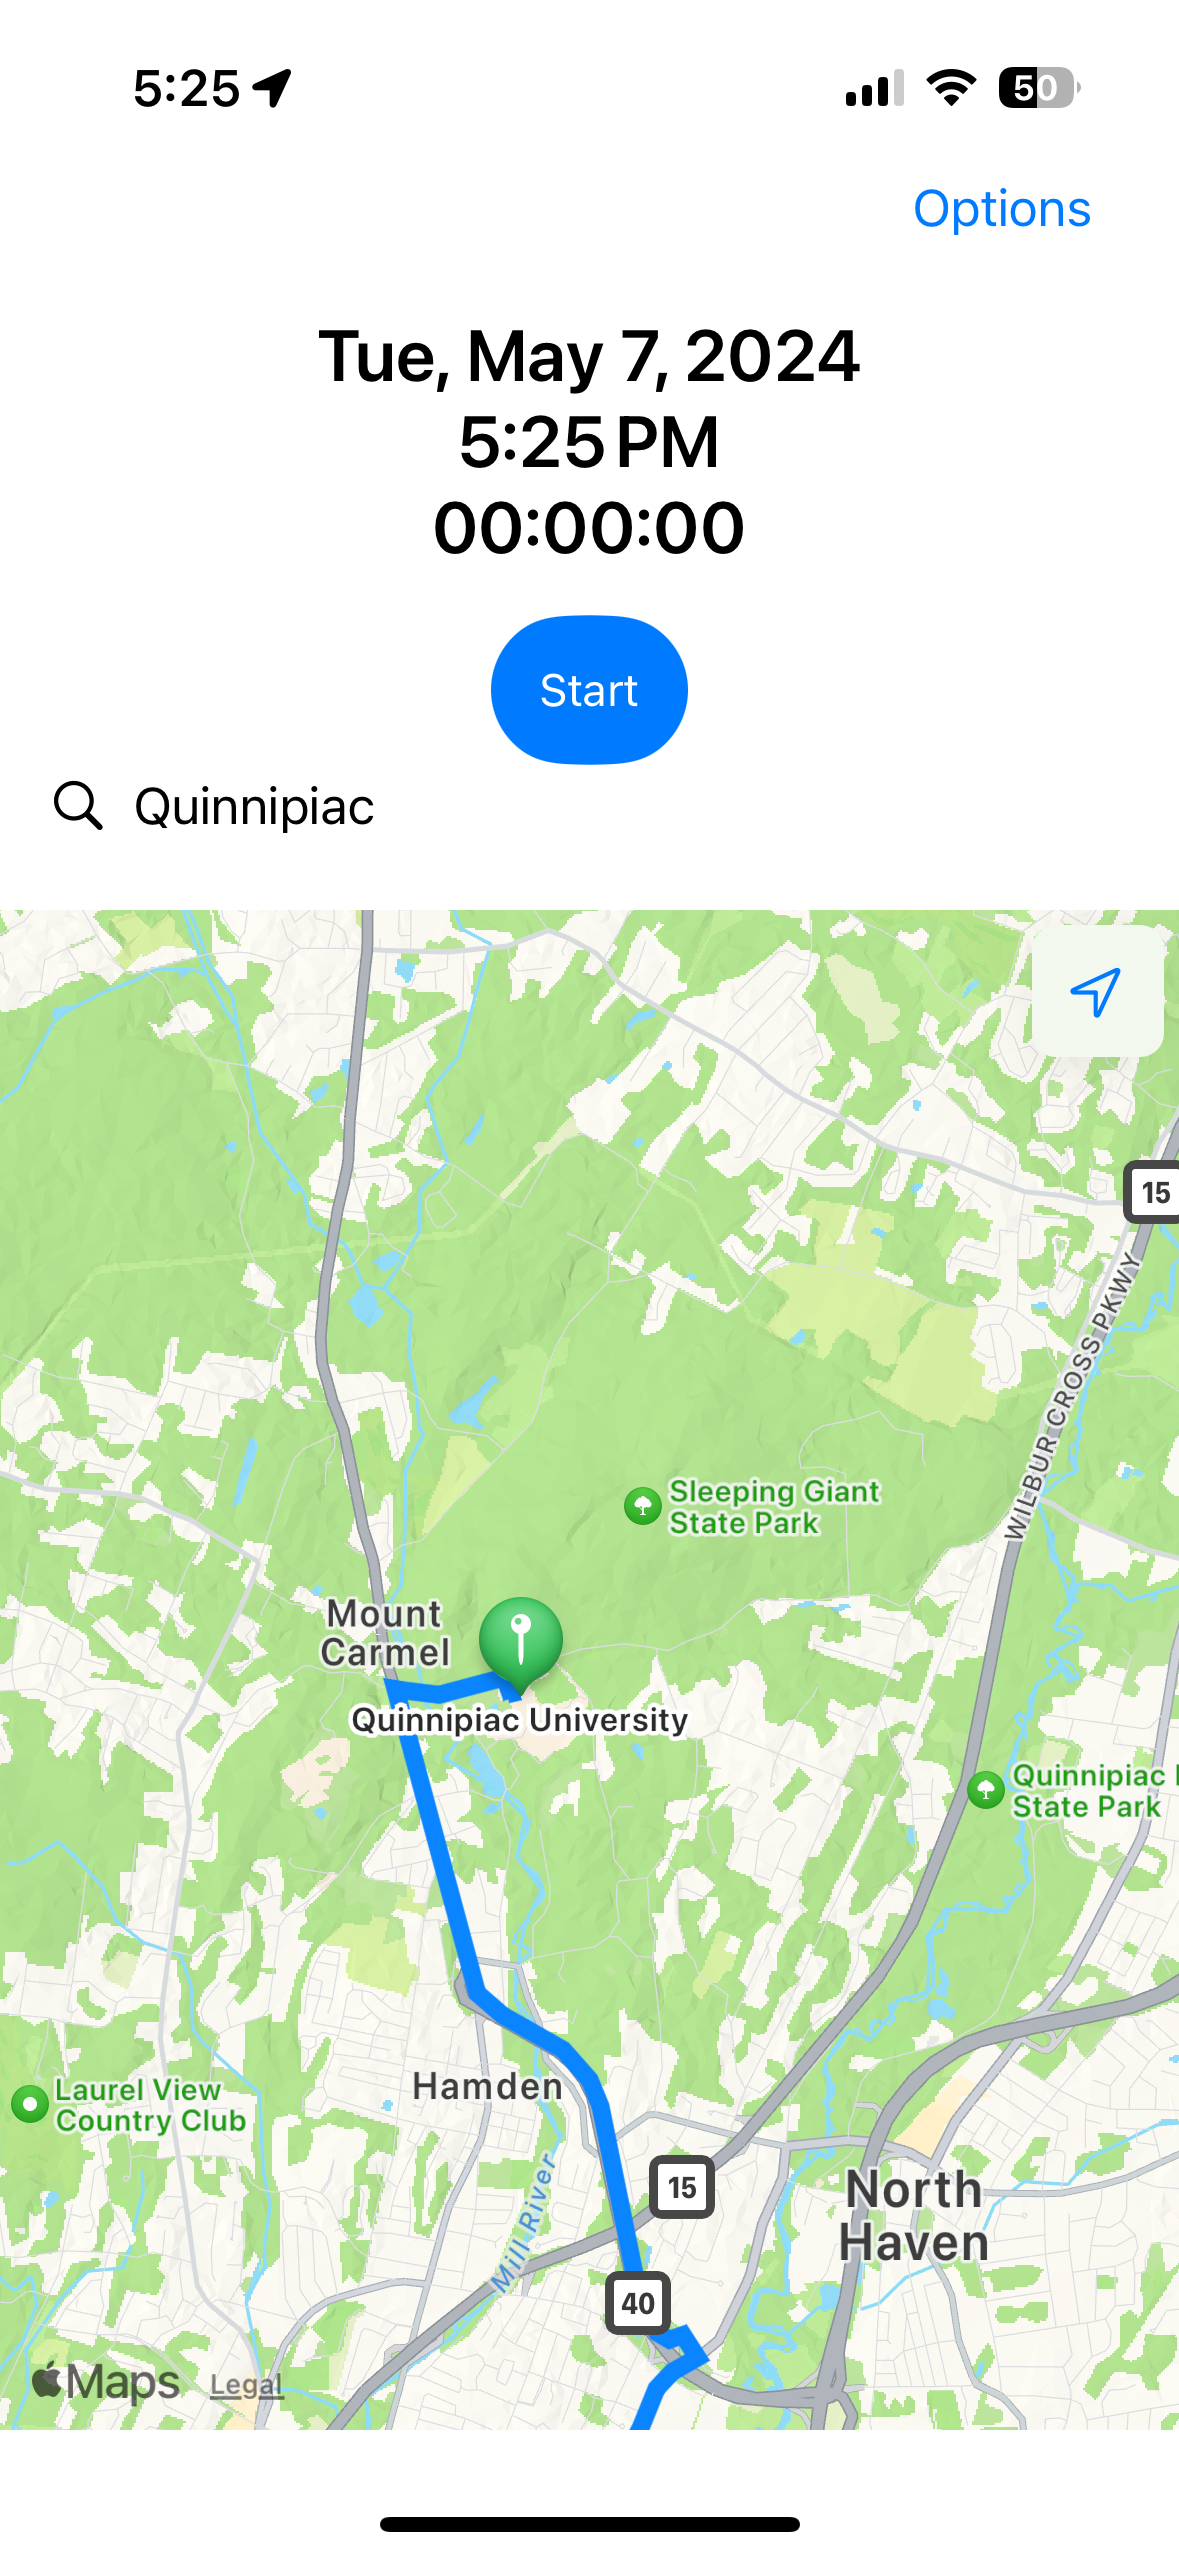 5:25
50
Options
Tue, May 7, 2024
5:25 PM
00:00:00
Start
Quinnipiac
15
WILBUR CROSS PKWY
Sleeping Giant
State Park
Mount
Carmel
Quinnipiac University
Quinnipiac
State Park
Laurel View
Country Club
Hamden
Mill River
15
North
Haven
40
Maps
Legal